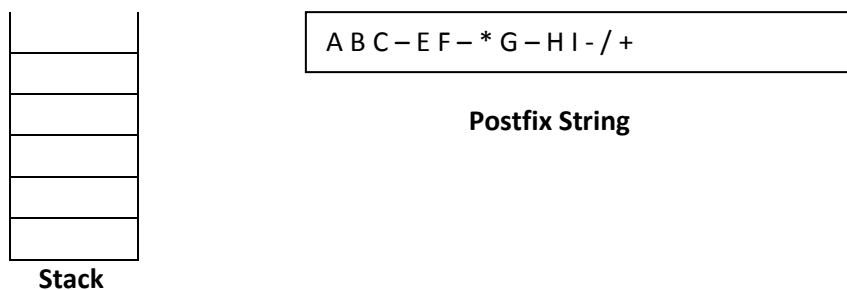 A B C – E F – * G – H I - / +
Postfix String
Stack